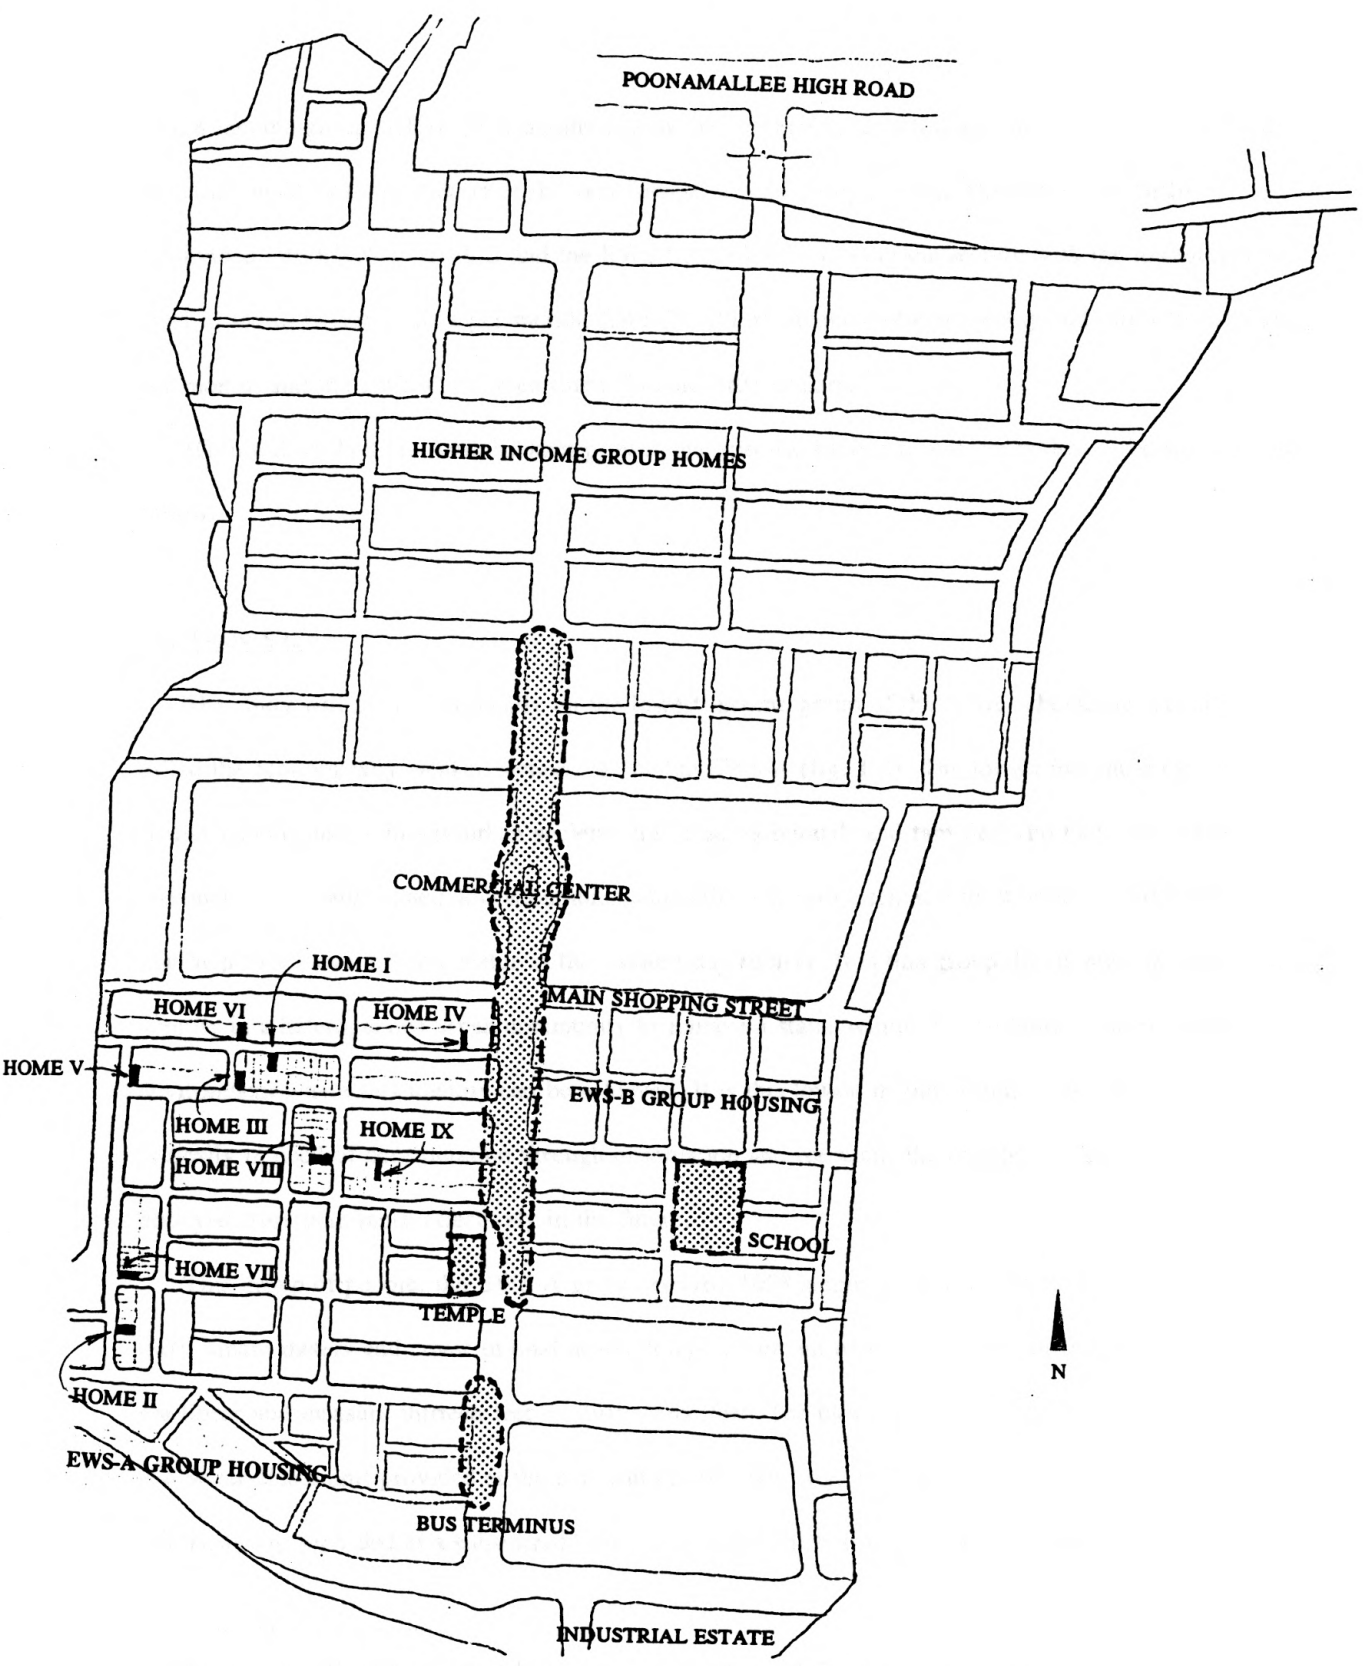 POONAMALLEE HIGH ROAD
HIGHER INCOME GROUP HOMES
COMMERCIAL CENTER
HOME I
MAIN SHOPPING STREET
HOME VI
HOME IV
HOME V
EWS-B GROUP HOUSING
HOME III
HOME IX
HOME VIII
SCHOOL
HOME VII
TEMPLE
N
HOME II
EWS-A GROUP HOUSING
BUS TERMINUS
INDUSTRIAL ESTATE